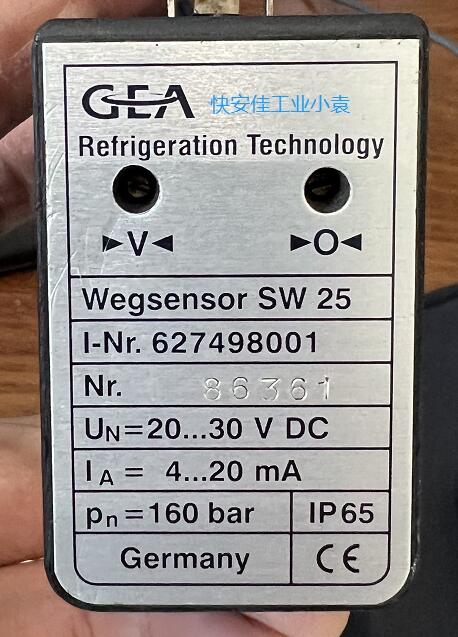 GEA 快安佳工业小袁
Refrigeration Technology
►V◄ ►O◄
Wegsensor SW 25
I-Nr. 627498001
Nr. 86361
UN=20...30 V DC
IA = 4...20 mA
pn=160 bar IP65
Germany CE